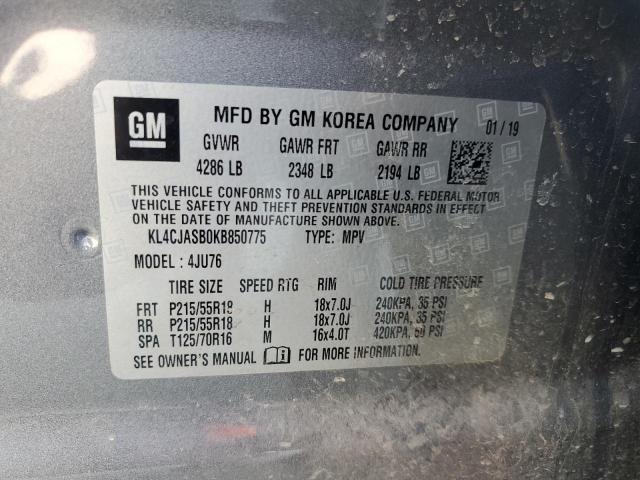 GM MFD BY GM KOREA COMPANY 01/19
GVWR GAWR FRT GAWR RR
4286 LB 2348 LB 2194 LB
THIS VEHICLE CONFORMS TO ALL APPLICABLE U.S. FEDERAL MOTOR
VEHICLE SAFETY AND THEFT PREVENTION STANDARDS IN EFFECT
ON THE DATE OF MANUFACTURE SHOWN ABOVE.
KL4CJASB0KB850775 TYPE: MPV
MODEL: 4JU76
TIRE SIZE SPEED RTG RIM COLD TIRE PRESSURE
FRT P215/55R18 H 18x7.0J 240KPA, 35 PSI
RR P215/55R18 H 18x7.0J 240KPA, 35 PSI
SPA T125/70R16 M 16x4.0T 420KPA, 60 PSI
SEE OWNER'S MANUAL FOR MORE INFORMATION.